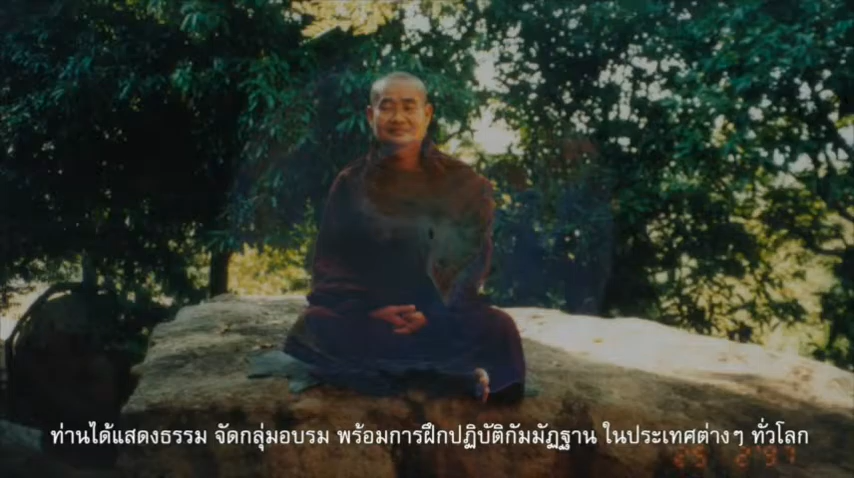 ท่านได้แสดงธรรม จัดกลุ่มอบรม พร้อมการฝึกปฏิบัติกัมมัฏฐาน ในประเทศต่างๆ ทั่วโลก